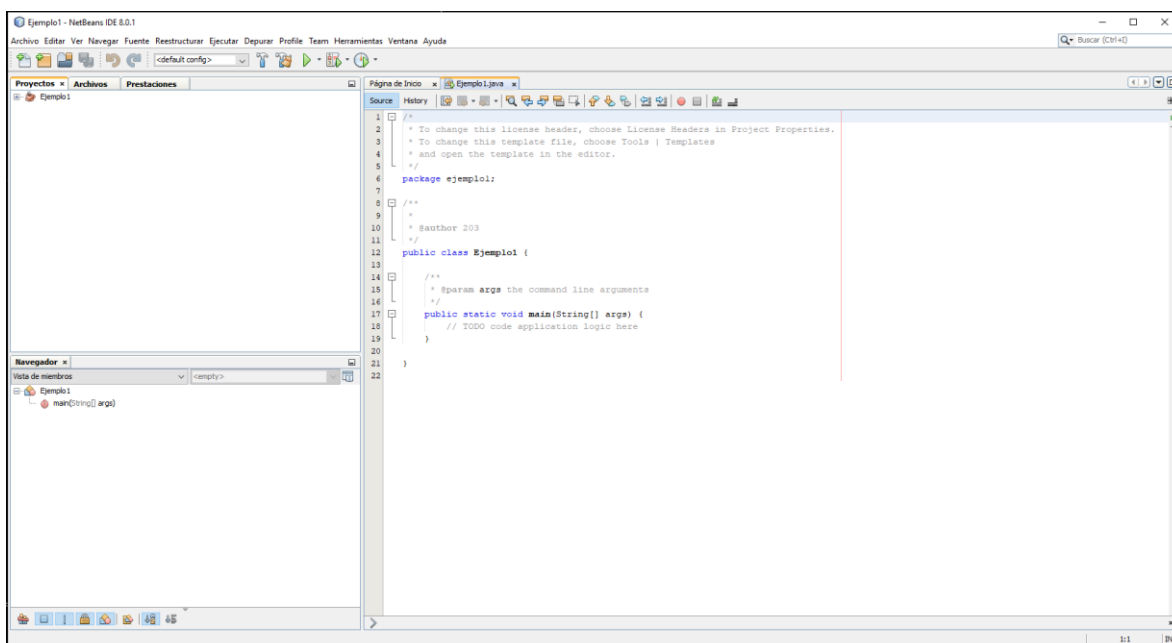 Ejemplo1 - NetBeans IDE 8.0.1
Archivo Editar Ver Navegar Fuente Reestructurar Ejecutar Depurar Profile Team Herramientas Ventana Ayuda
Buscar (Ctrl+I)
<default config>
Proyectos Archivos Prestaciones
Ejemplo1
Página de Inicio Ejemplo1.java
Source History
1 /*
2 * To change this license header, choose License Headers in Project Properties.
3 * To change this template file, choose Tools | Templates
4 * and open the template in the editor.
5 */
6 package ejemplo1;
7
8 /**
9 *
10 * @author 203
11 */
12 public class Ejemplo1 {
13
14 /**
15 * @param args the command line arguments
16 */
17 public static void main(String[] args) {
18 // TODO code application logic here
19 }
20
21 }
22
Navegador
Vista de miembros <empty>
Ejemplo1
main(String[] args)
1:1